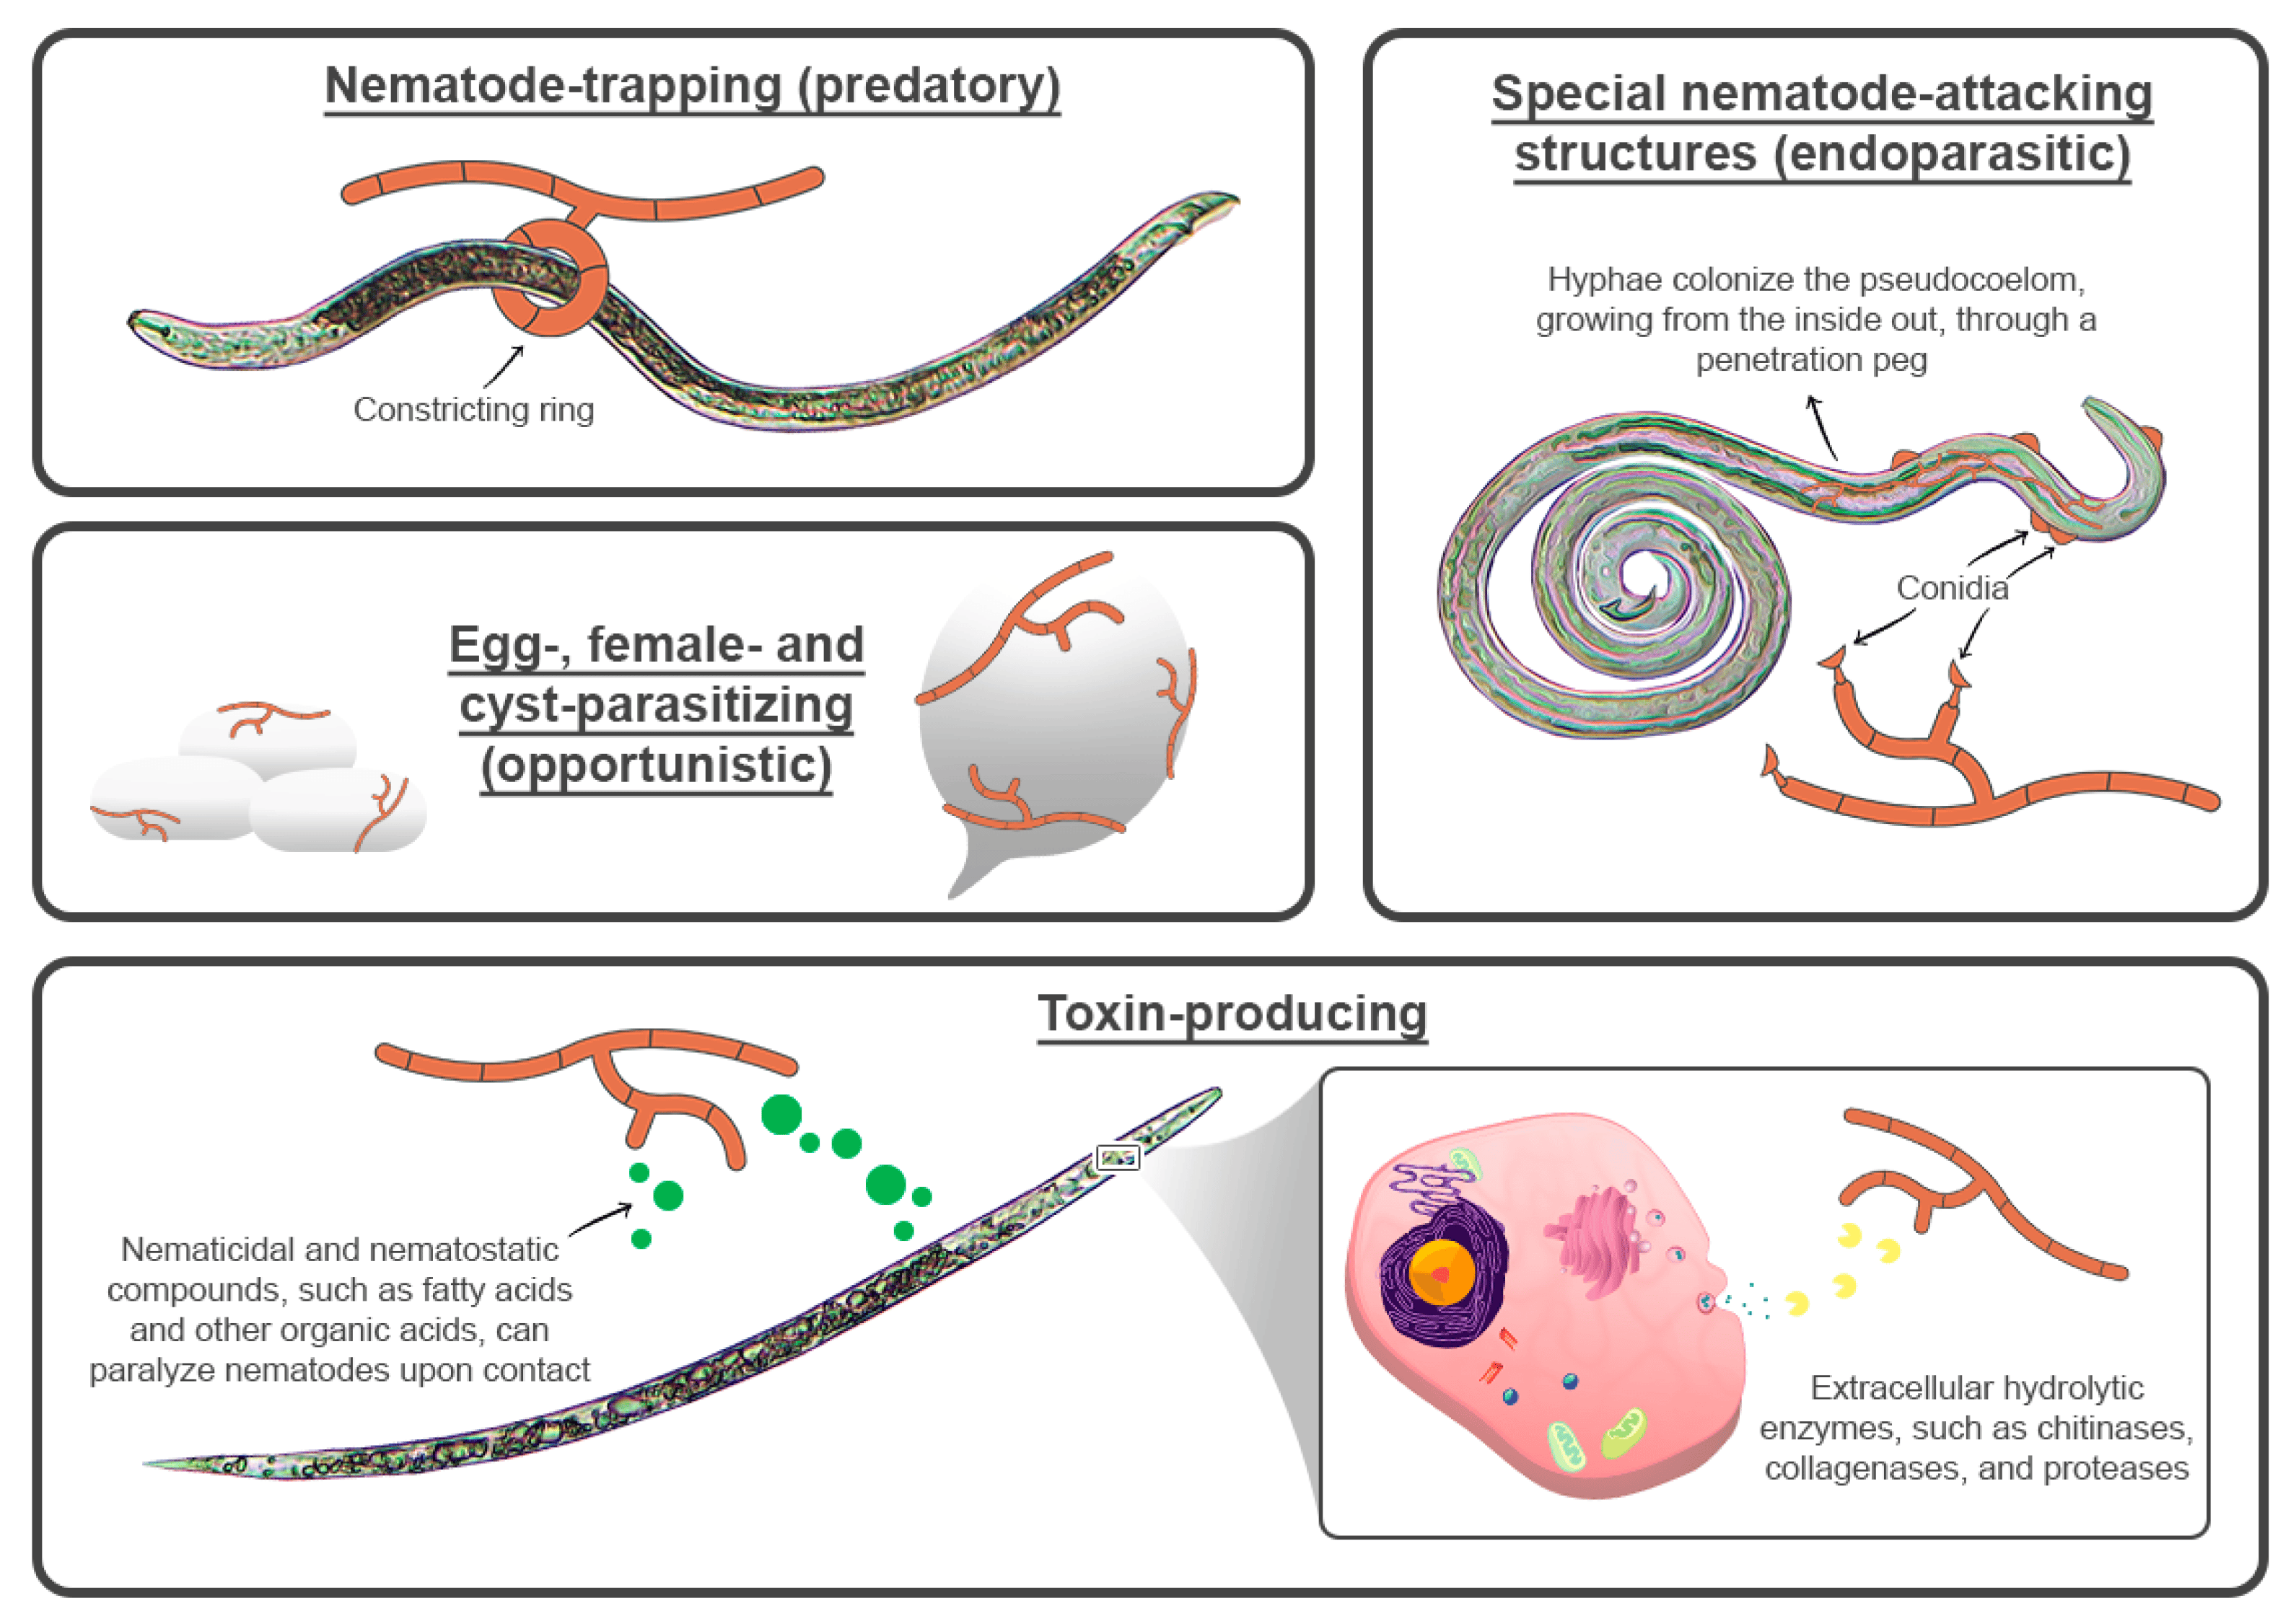 Nematode-trapping (predatory)
Constricting ring
Special nematode-attacking
structures (endoparasitic)
Hyphae colonize the pseudocoelom,
growing from the inside out, through a
penetration peg
Conidia
Egg-, female- and
cyst-parasitizing
(opportunistic)
Toxin-producing
Nematicidal and nematostatic
compounds, such as fatty acids
and other organic acids, can
paralyze nematodes upon contact
Extracellular hydrolytic
enzymes, such as chitinases,
collagenases, and proteases